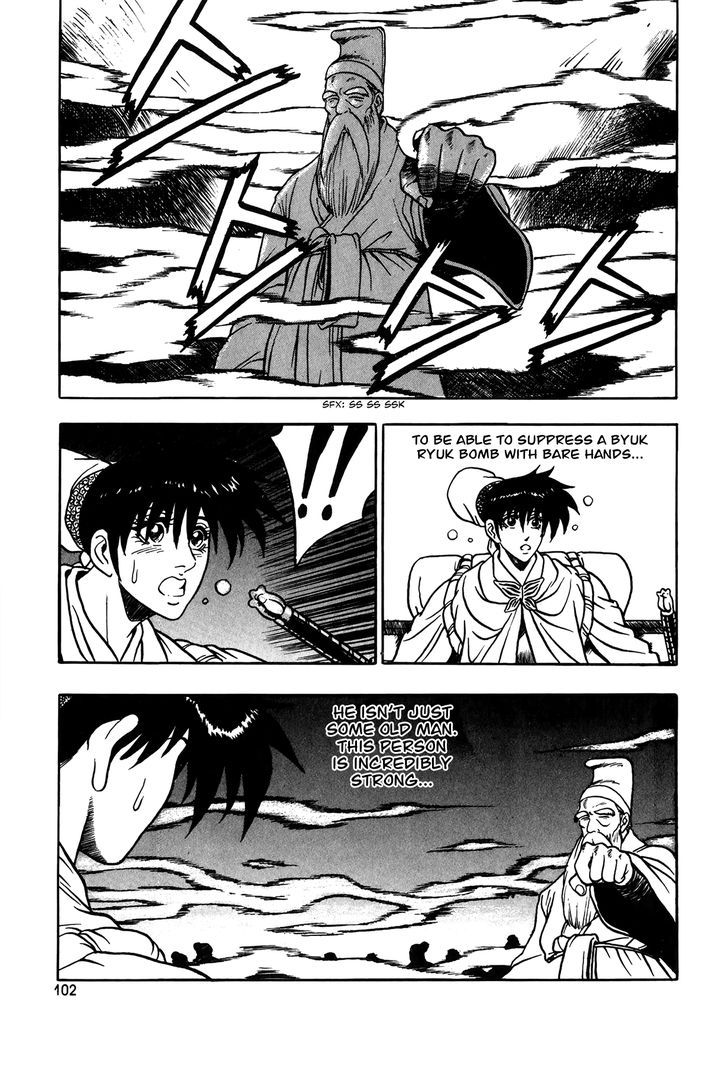 SFX: SS SS SSK
!!
TO BE ABLE TO SUPPRESS A BYUK
RYUK BOMB WITH BARE HANDS...
HE ISN'T JUST
SOME OLD MAN.
THIS PERSON
IS INCREDIBLY
STRONG...
102